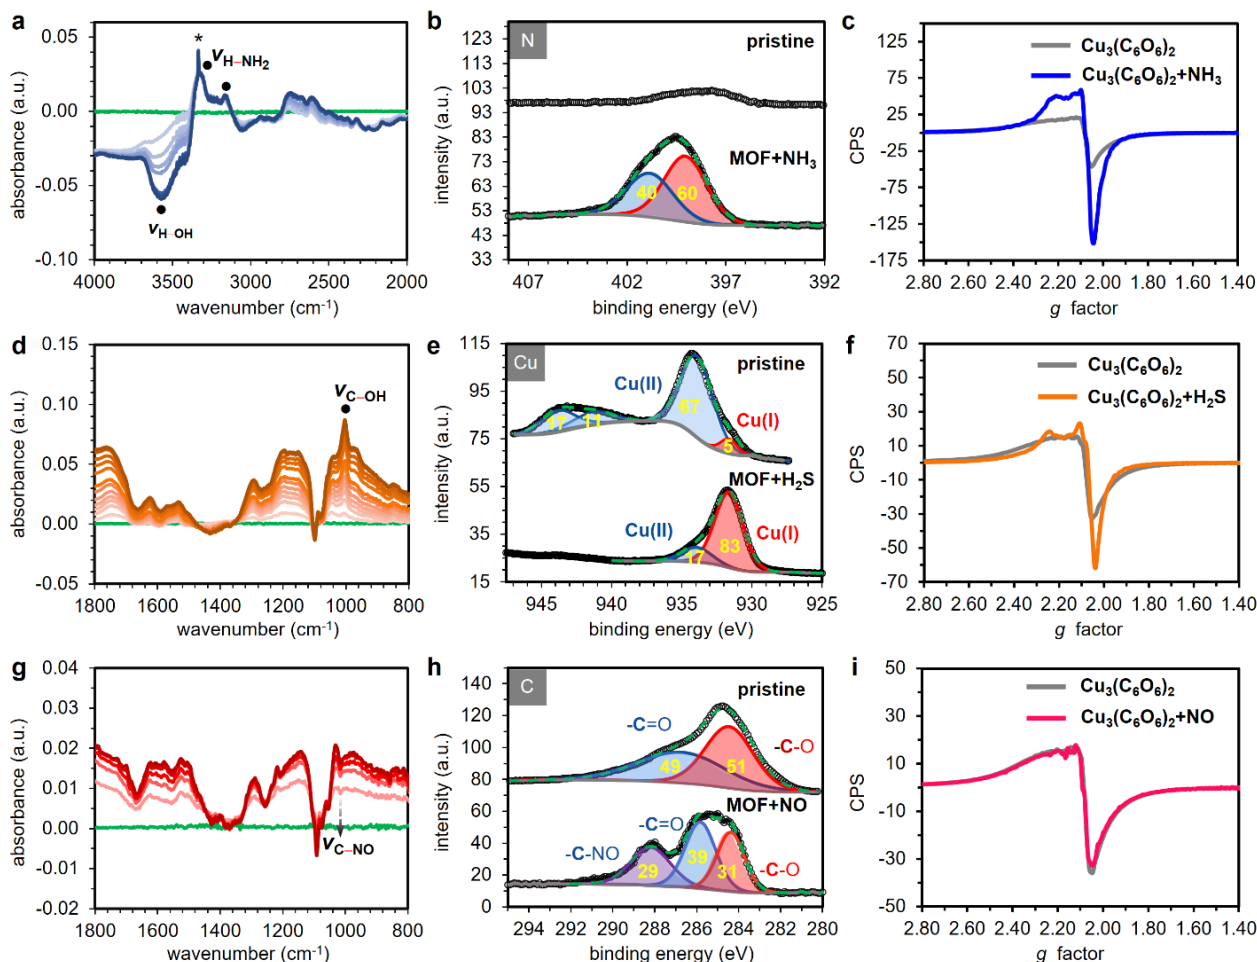 a
absorbance (a.u.)
0.05
0.00
-0.05
-0.10
*
νH–NH2
νH–OH
4000 3500 3000 2500 2000
wavenumber (cm-1)
b
N
pristine
intensity (a.u.)
123
113
103
93
83
73
63
53
43
33
MOF+NH3
40
60
407 402 397 392
binding energy (eV)
c
CPS
125
75
25
-25
-75
-125
-175
Cu3(C6O6)2
Cu3(C6O6)2+NH3
2.80 2.60 2.40 2.20 2.00 1.80 1.60 1.40
g factor
d
absorbance (a.u.)
0.15
0.10
0.05
0.00
-0.05
νC–OH
1800 1600 1400 1200 1000 800
wavenumber (cm-1)
e
Cu
pristine
intensity (a.u.)
115
95
75
55
35
15
Cu(II)
Cu(I)
17
11
67
5
MOF+H2S
Cu(II)
Cu(I)
17
83
945 940 935 930 925
binding energy (eV)
f
CPS
70
50
30
10
-10
-30
-50
-70
Cu3(C6O6)2
Cu3(C6O6)2+H2S
2.80 2.60 2.40 2.20 2.00 1.80 1.60 1.40
g factor
g
absorbance (a.u.)
0.04
0.03
0.02
0.01
0.00
-0.01
-0.02
νC–NO
1800 1600 1400 1200 1000 800
wavenumber (cm-1)
h
C
pristine
intensity (a.u.)
140
120
100
80
60
40
20
0
-C=O
-C-O
49
51
MOF+NO
-C=O
-C-NO
-C-O
29
39
31
294 292 290 288 286 284 282 280
binding energy (eV)
i
CPS
50
30
10
-10
-30
-50
Cu3(C6O6)2
Cu3(C6O6)2+NO
2.80 2.60 2.40 2.20 2.00 1.80 1.60 1.40
g factor